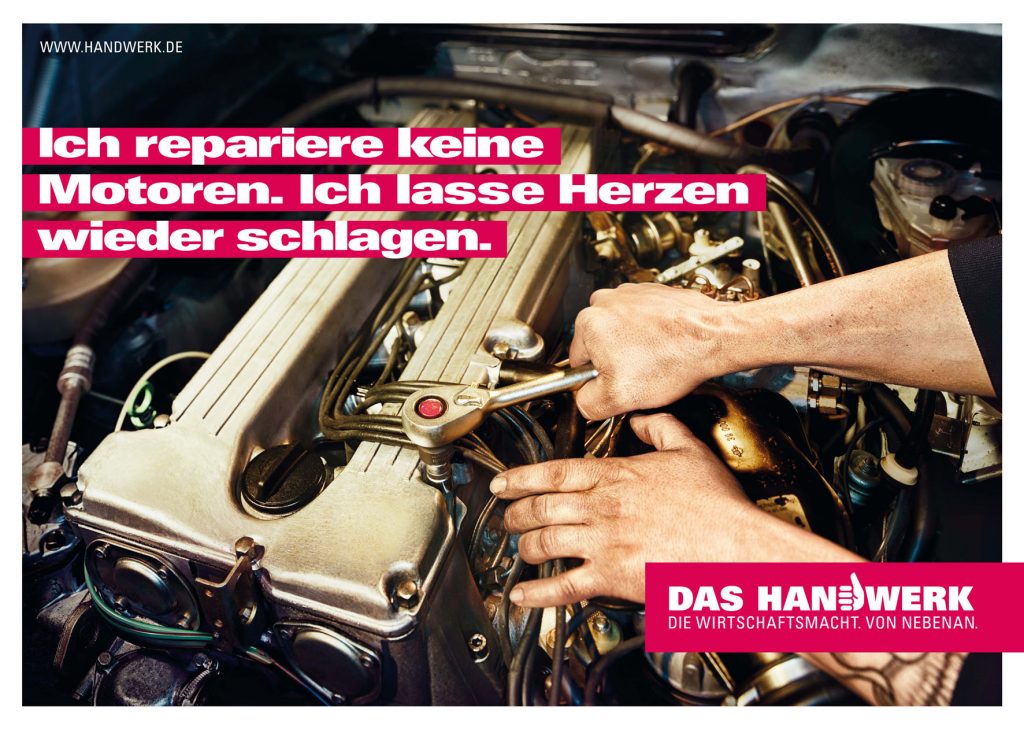 WWW.HANDWERK.DE
Ich repariere keine
Motoren. Ich lasse Herzen
wieder schlagen.
DAS HANDWERK
DIE WIRTSCHAFTSMACHT. VON NEBENAN.